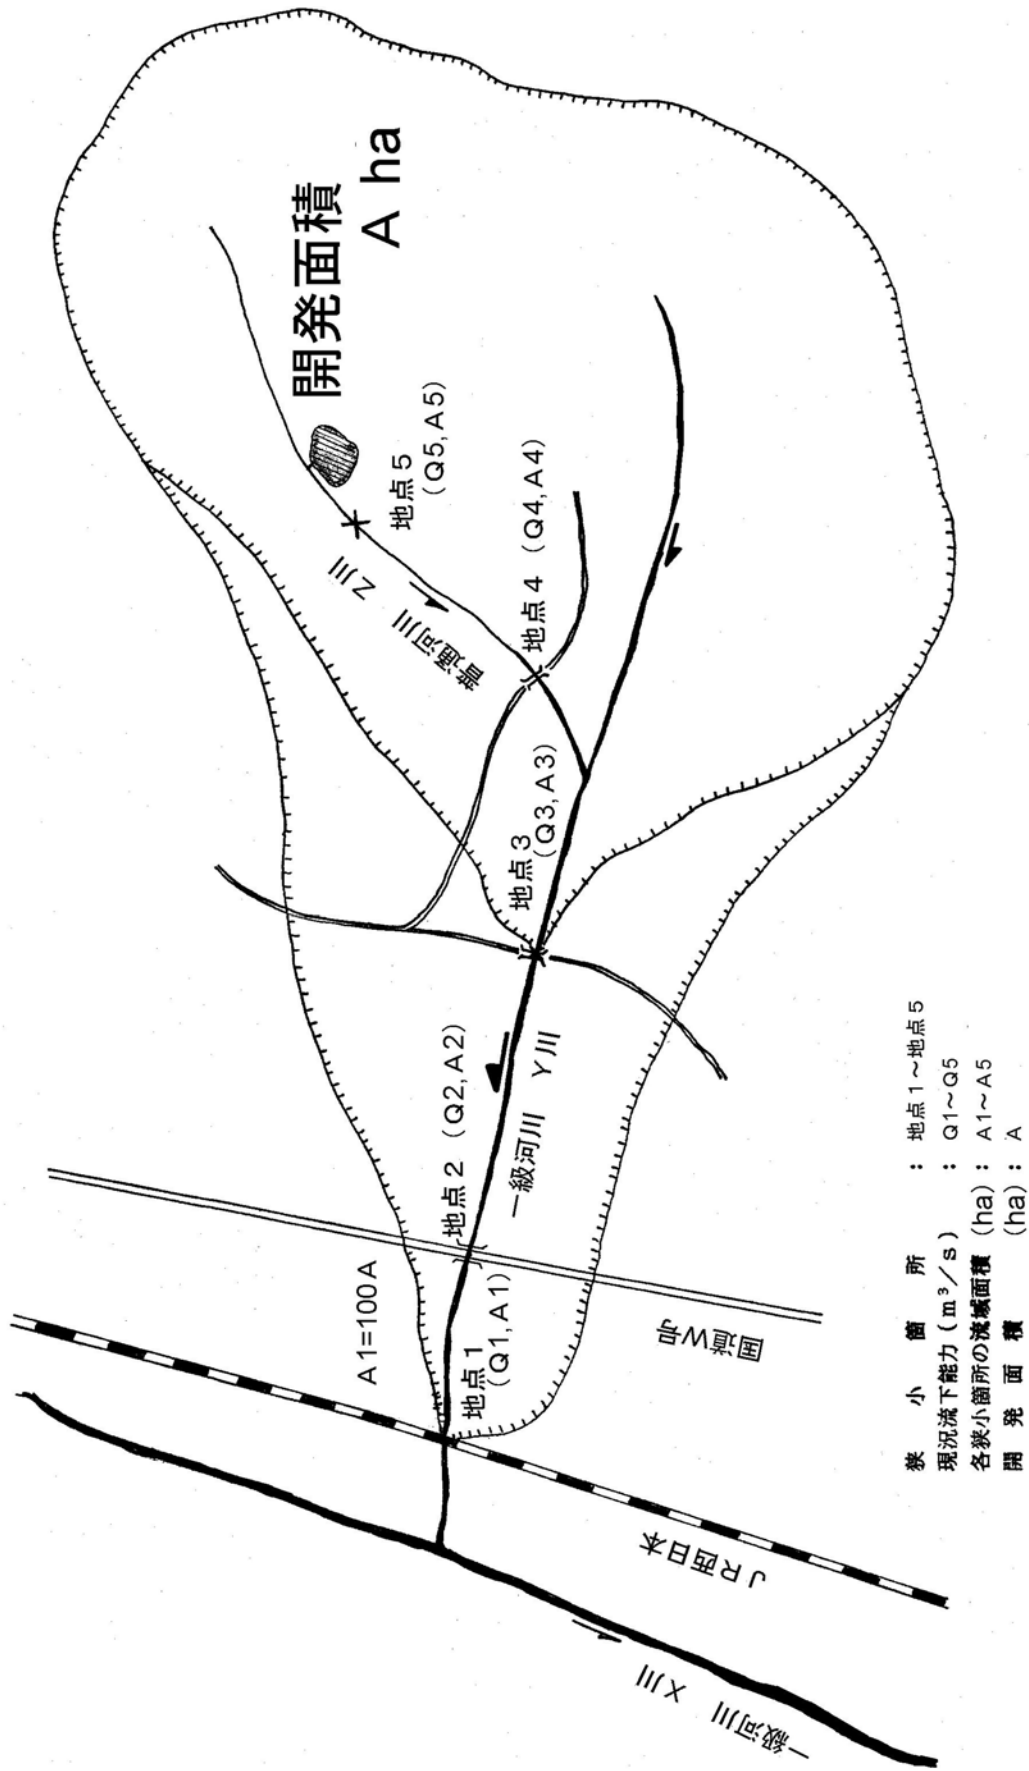 開発面積
A ha
地点5
(Q5,A5)
普通河川 Z川
地点4 (Q4,A4)
地点3
(Q3,A3)
地点2 (Q2,A2)
一級河川 Y川
A1=100A
地点1
(Q1,A1)
国道W号
JR西日本
一級河川 X川
狭小箇所 : 地点1~地点5
現況流下能力(m³/s) : Q1~Q5
各狭小箇所の流域面積(ha) : A1~A5
開発面積 (ha) : A